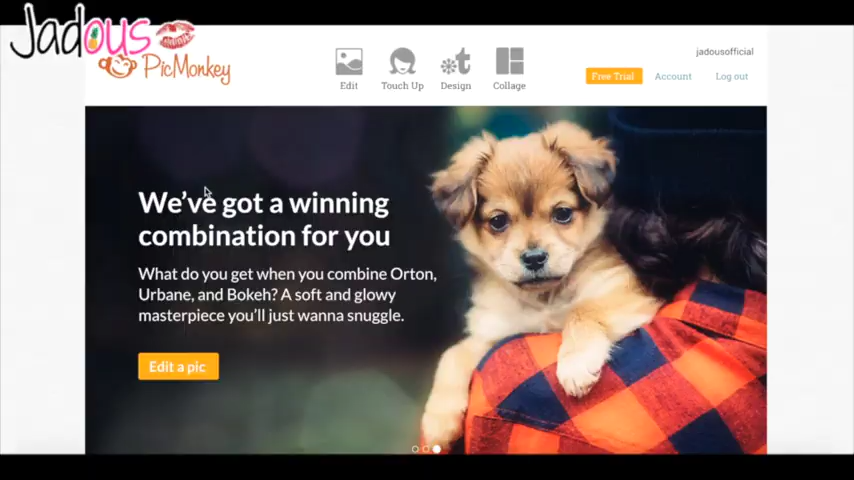 Jadous
PicMonkey
Edit
Touch Up
Design
Collage
jadousofficial
Free Trial
Account
Log out
We've got a winning
combination for you
What do you get when you combine Orton,
Urbane, and Bokeh? A soft and glowy
masterpiece you'll just wanna snuggle.
Edit a pic